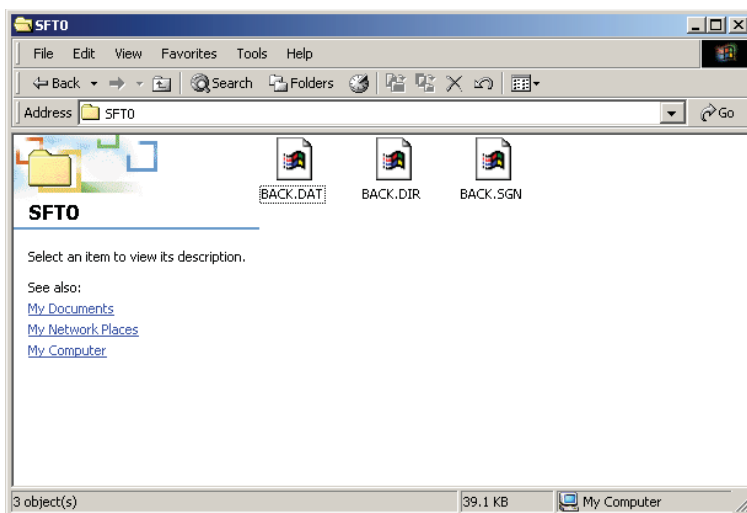 SFT0
File Edit View Favorites Tools Help
Back Search Folders
Address SFT0 Go
BACK.DAT BACK.DIR BACK.SGN
SFT0
Select an item to view its description.
See also:
My Documents
My Network Places
My Computer
3 object(s) 39.1 KB My Computer